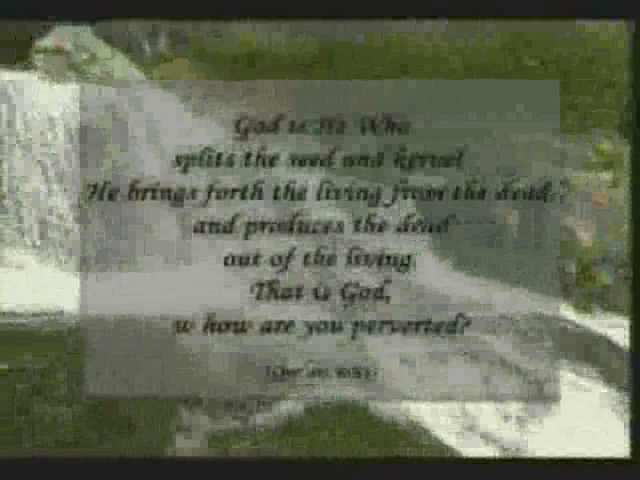 God is He Who
splits the seed and kernel
He brings forth the living from the dead;
and produces the dead
out of the living.
That is God,
how are you perverted?